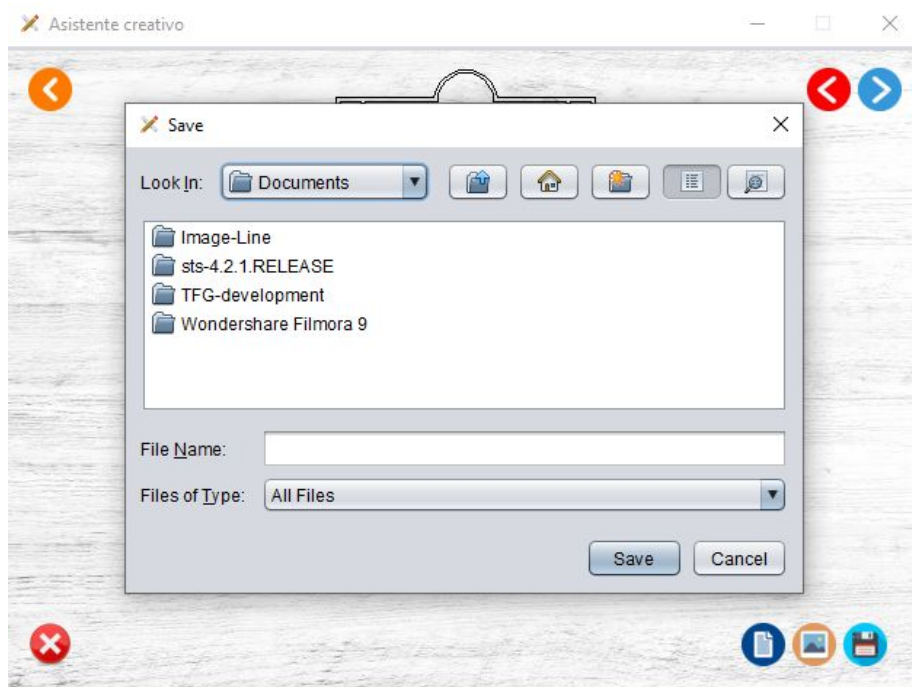 Asistente creativo
Save
Look In: Documents
Image-Line
sts-4.2.1.RELEASE
TFG-development
Wondershare Filmora 9
File Name:
Files of Type: All Files
Save Cancel